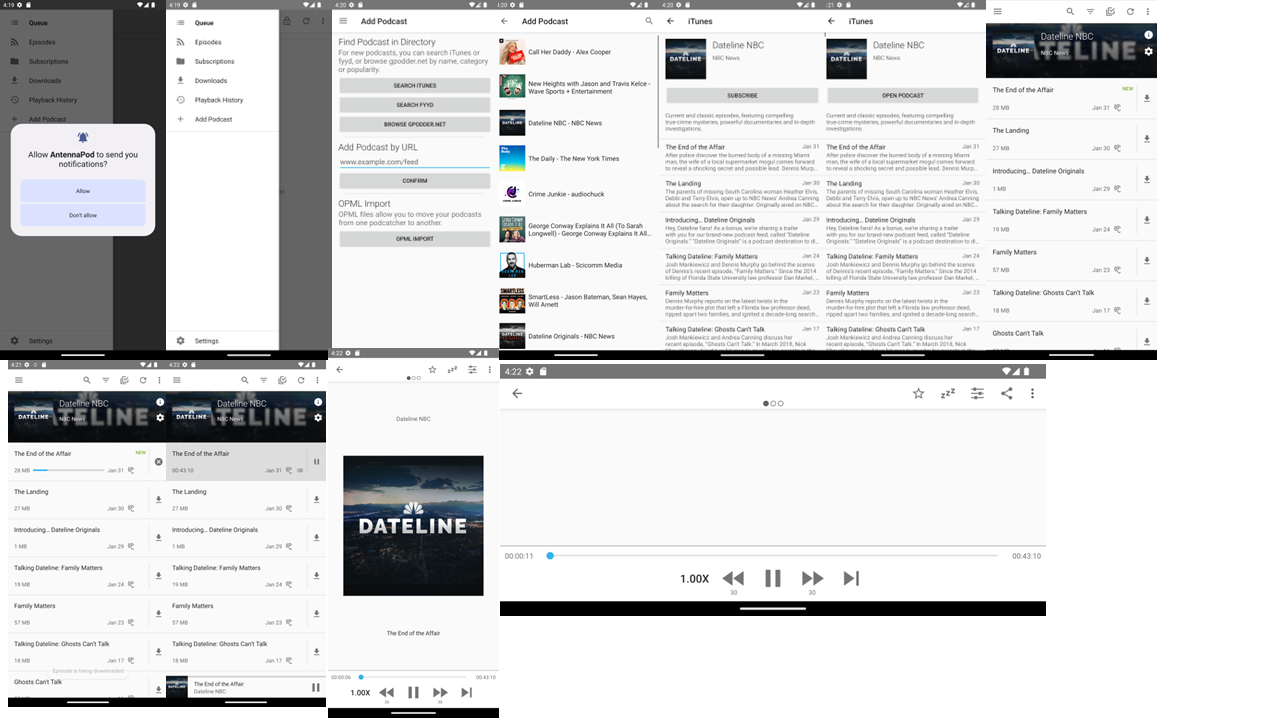 4:19
Queue
Episodes
Subscriptions
Downloads
Playback History
Add Podcast
Allow AntennaPod to send you
notifications?
Allow
Don't allow
Settings
4:19
Queue
Episodes
Subscriptions
Downloads
Playback History
Add Podcast
Settings
4:20
Add Podcast
Find Podcast in Directory
For new podcasts, you can search iTunes or
fyyd, or browse gpodder.net by name, category
or popularity.
SEARCH ITUNES
SEARCH FYYD
BROWSE GPODDER.NET
Add Podcast by URL
www.example.com/feed
CONFIRM
OPML Import
OPML files allow you to move your podcasts
from one podcatcher to another.
OPML IMPORT
:20
Add Podcast
Call Her Daddy - Alex Cooper
New Heights with Jason and Travis Kelce -
Wave Sports + Entertainment
Dateline NBC - NBC News
The Daily - The New York Times
Crime Junkie - audiochuck
George Conway Explains It All (To Sarah
Longwell) - George Conway Explains It All...
Huberman Lab - Scicomm Media
SmartLess - Jason Bateman, Sean Hayes,
Will Arnett
Dateline Originals - NBC News
4:20
iTunes
DATELINE
Dateline NBC
NBC News
SUBSCRIBE
Current and classic episodes, featuring compelling
true-crime mysteries, powerful documentaries and in-depth
investigations.
The End of the Affair Jan 31
After police discover the burned body of a missing Miami
man, the wife of a local supermarket mogul comes forward
to reveal a shocking secret and possible lead. Dennis Murp...
The Landing Jan 30
The parents of missing South Carolina woman Heather Elvis,
Debbi and Terry Elvis, open up to NBC News' Andrea Canning
about the search for their daughter. Originally aired on NBC...
Introducing... Dateline Originals Jan 29
Hey, Dateline fans! As a bonus, we're sharing a trailer
with you for our brand-new podcast feed, called "Dateline
Originals." "Dateline Originals" is a podcast destination to di...
Talking Dateline: Family Matters Jan 24
Josh Mankiewicz and Dennis Murphy go behind the scenes
of Dennis's recent episode, "Family Matters." Since the 2014
killing of Florida State University law professor Dan Markel, ...
Family Matters Jan 23
Dennis Murphy reports on the latest twists in the
murder-for-hire plot that left a Florida law professor dead,
ripped apart two families, and ignited a decade-long search...
Talking Dateline: Ghosts Can't Talk Jan 17
Andrea Canning and Josh Mankiewicz discuss her
recent episode, "Ghosts Can't Talk." In March 2018, Nick
:21
iTunes
DATELINE
Dateline NBC
NBC News
OPEN PODCAST
Current and classic episodes, featuring compelling
true-crime mysteries, powerful documentaries and in-depth
investigations.
The End of the Affair Jan 31
After police discover the burned body of a missing Miami
man, the wife of a local supermarket mogul comes forward
to reveal a shocking secret and possible lead. Dennis Murp...
The Landing Jan 30
The parents of missing South Carolina woman Heather Elvis,
Debbi and Terry Elvis, open up to NBC News' Andrea Canning
about the search for their daughter. Originally aired on NBC...
Introducing... Dateline Originals Jan 29
Hey, Dateline fans! As a bonus, we're sharing a trailer
with you for our brand-new podcast feed, called "Dateline
Originals." "Dateline Originals" is a podcast destination to di...
Talking Dateline: Family Matters Jan 24
Josh Mankiewicz and Dennis Murphy go behind the scenes
of Dennis's recent episode, "Family Matters." Since the 2014
killing of Florida State University law professor Dan Markel, ...
Family Matters Jan 23
Dennis Murphy reports on the latest twists in the
murder-for-hire plot that left a Florida law professor dead,
ripped apart two families, and ignited a decade-long search...
Talking Dateline: Ghosts Can't Talk Jan 17
Andrea Canning and Josh Mankiewicz discuss her
recent episode, "Ghosts Can't Talk." In March 2018, Nick
DATELINE
Dateline NBC
NBC News
The End of the Affair NEW
28 MB Jan 31
The Landing
27 MB Jan 30
Introducing... Dateline Originals
1 MB Jan 29
Talking Dateline: Family Matters
19 MB Jan 24
Family Matters
57 MB Jan 23
Talking Dateline: Ghosts Can't Talk
18 MB Jan 17
Ghosts Can't Talk
4:21
DATELINE
Dateline NBC
NBC News
The End of the Affair NEW
28 MB Jan 31
The Landing
27 MB Jan 30
Introducing... Dateline Originals
1 MB Jan 29
Talking Dateline: Family Matters
19 MB Jan 24
Family Matters
57 MB Jan 23
Talking Dateline: Ghosts Can't Talk
18 MB Jan 17
Episode is being downloaded
Ghosts Can't Talk
4:22
DATELINE
Dateline NBC
NBC News
The End of the Affair
00:43:10 Jan 31
The Landing
27 MB Jan 30
Introducing... Dateline Originals
1 MB Jan 29
Talking Dateline: Family Matters
19 MB Jan 24
Family Matters
57 MB Jan 23
Talking Dateline: Ghosts Can't Talk
18 MB Jan 17
The End of the Affair
Dateline NBC
4:22
Dateline NBC
DATELINE
The End of the Affair
00:00:06 00:43:10
1.00X
30 30
4:22
00:00:11 00:43:10
1.00X
30 30